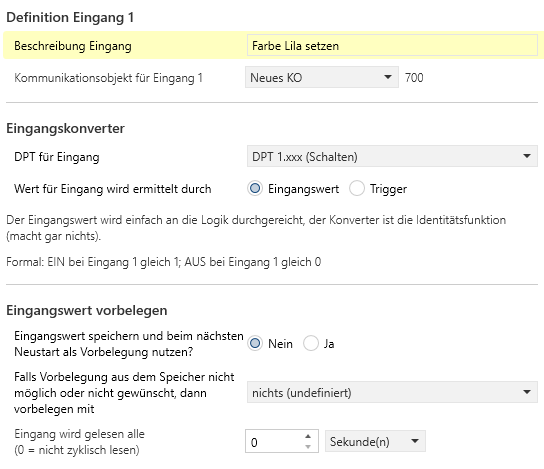 Definition Eingang 1
Beschreibung Eingang
Farbe Lila setzen
Kommunikationsobjekt für Eingang 1
Neues KO
700
Eingangskonverter
DPT für Eingang
DPT 1.xxx (Schalten)
Wert für Eingang wird ermittelt durch
Eingangswert
Trigger
Der Eingangswert wird einfach an die Logik durchgereicht, der Konverter ist die Identitätsfunktion
(macht gar nichts).
Formal: EIN bei Eingang 1 gleich 1; AUS bei Eingang 1 gleich 0
Eingangswert vorbelegen
Eingangswert speichern und beim nächsten
Neustart als Vorbelegung nutzen?
Nein
Ja
Falls Vorbelegung aus dem Speicher nicht
möglich oder nicht gewünscht, dann
vorbelegen mit
nichts (undefiniert)
Eingang wird gelesen alle
(0 = nicht zyklisch lesen)
0
Sekunde(n)